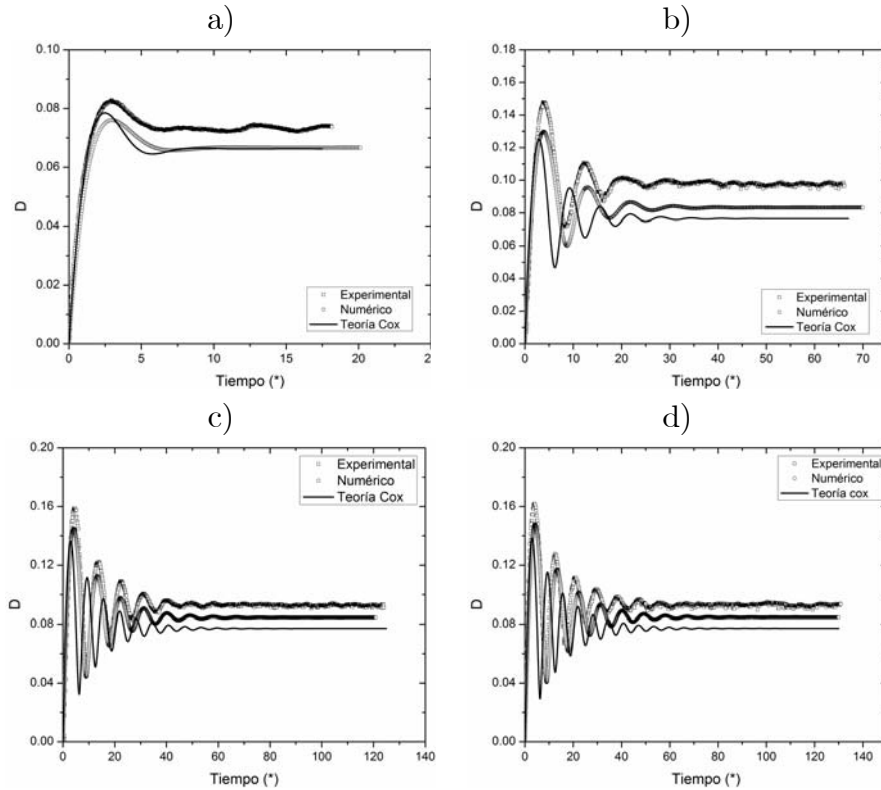 a)
0.10
0.08
0.06
0.04
0.02
0.00
D
Experimental
Numérico
Teoría Cox
0 5 10 15 20 2
Tiempo (*)
b)
0.18
0.16
0.14
0.12
0.10
0.08
0.06
0.04
0.02
0.00
D
Experimental
Numérico
Teoría Cox
0 10 20 30 40 50 60 70
Tiempo (*)
c)
0.20
0.16
0.12
0.08
0.04
0.00
D
Experimental
Numérico
Teoría Cox
0 20 40 60 80 100 120 140
Tiempo (*)
d)
0.20
0.16
0.12
0.08
0.04
0.00
D
Experimental
Numérico
Teoría cox
0 20 40 60 80 100 120 140
Tiempo (*)